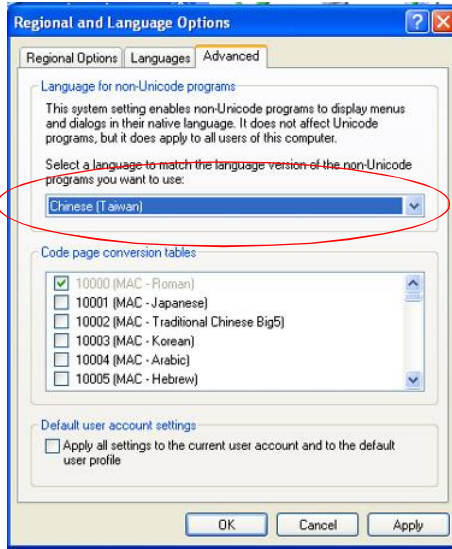 Regional and Language Options
Regional Options Languages Advanced
Language for non-Unicode programs
This system setting enables non-Unicode programs to display menus
and dialogs in their native language. It does not affect Unicode
programs, but it does apply to all users of this computer.
Select a language to match the language version of the non-Unicode
programs you want to use:
Chinese (Taiwan)
Code page conversion tables
10000 (MAC - Roman)
10001 (MAC - Japanese)
10002 (MAC - Traditional Chinese Big5)
10003 (MAC - Korean)
10004 (MAC - Arabic)
10005 (MAC - Hebrew)
Default user account settings
Apply all settings to the current user account and to the default
user profile
OK Cancel Apply